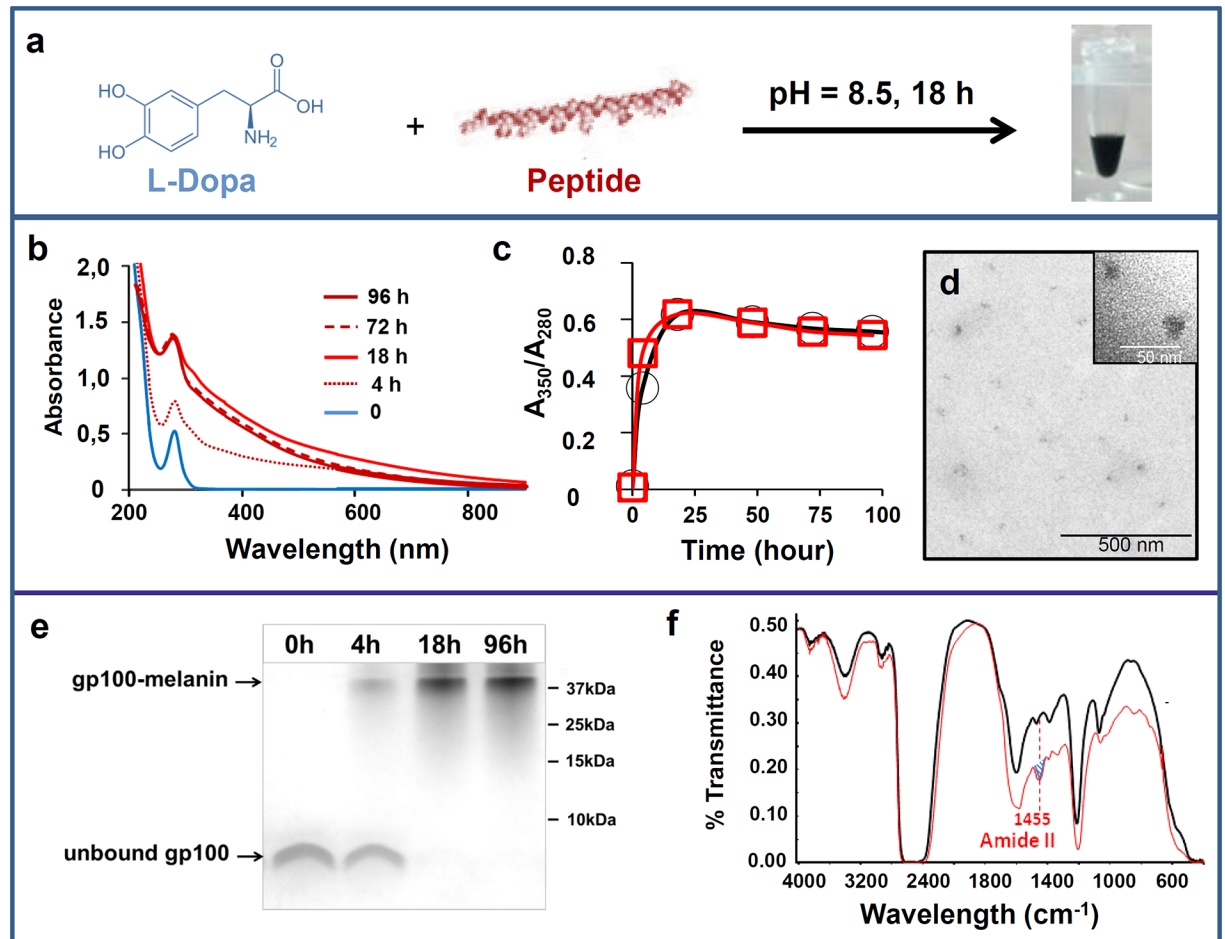 a
O
HO
OH
NH2
HO
L-Dopa
+
Peptide
pH = 8.5, 18 h
b
2,0
1.5
1,0
0.5
0
Absorbance
96 h
72 h
18 h
4 h
0
200
400
600
800
Wavelength (nm)
c
0.8
0.6
0.4
0.2
0
A350/A280
0
25
50
75
100
Time (hour)
d
50 nm
500 nm
e
0h 4h 18h 96h
gp100-melanin
37kDa
25kDa
15kDa
10kDa
unbound gp100
f
0.50
0.40
0.30
0.20
0.10
0.00
% Transmittance
1455
Amide II
4000 3200 2400 1800 1400 1000 600
Wavelength (cm-1)